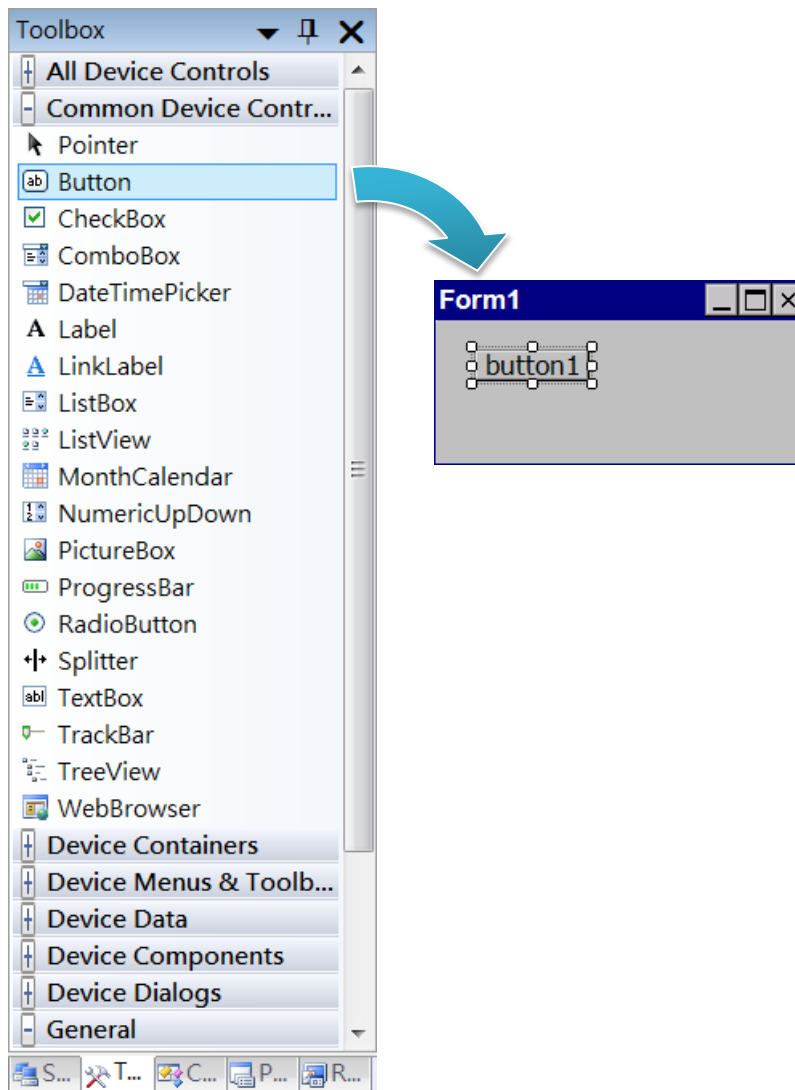 Toolbox
All Device Controls
Common Device Contr...
Pointer
ab Button
CheckBox
ComboBox
DateTimePicker
A Label
A LinkLabel
ListBox
ListView
MonthCalendar
NumericUpDown
PictureBox
ProgressBar
RadioButton
Splitter
abl TextBox
TrackBar
TreeView
WebBrowser
Device Containers
Device Menus & Toolb...
Device Data
Device Components
Device Dialogs
General
S... T... C... P... R...
Form1
button1